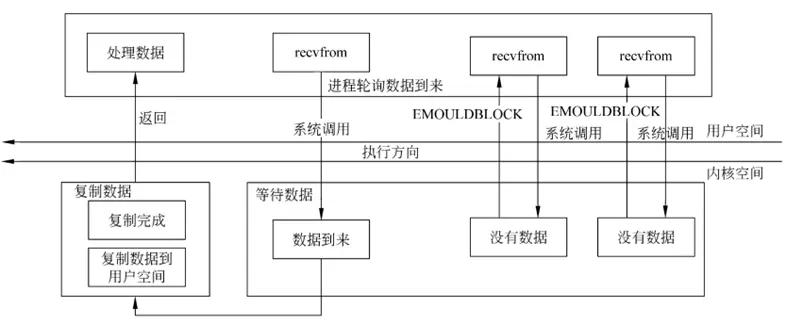 处理数据
recvfrom
recvfrom
recvfrom
进程轮询数据到来
返回
系统调用
EMOULDBLOCK
系统调用
EMOULDBLOCK
系统调用
用户空间
执行方向
内核空间
复制数据
复制完成
复制数据到
用户空间
等待数据
数据到来
没有数据
没有数据